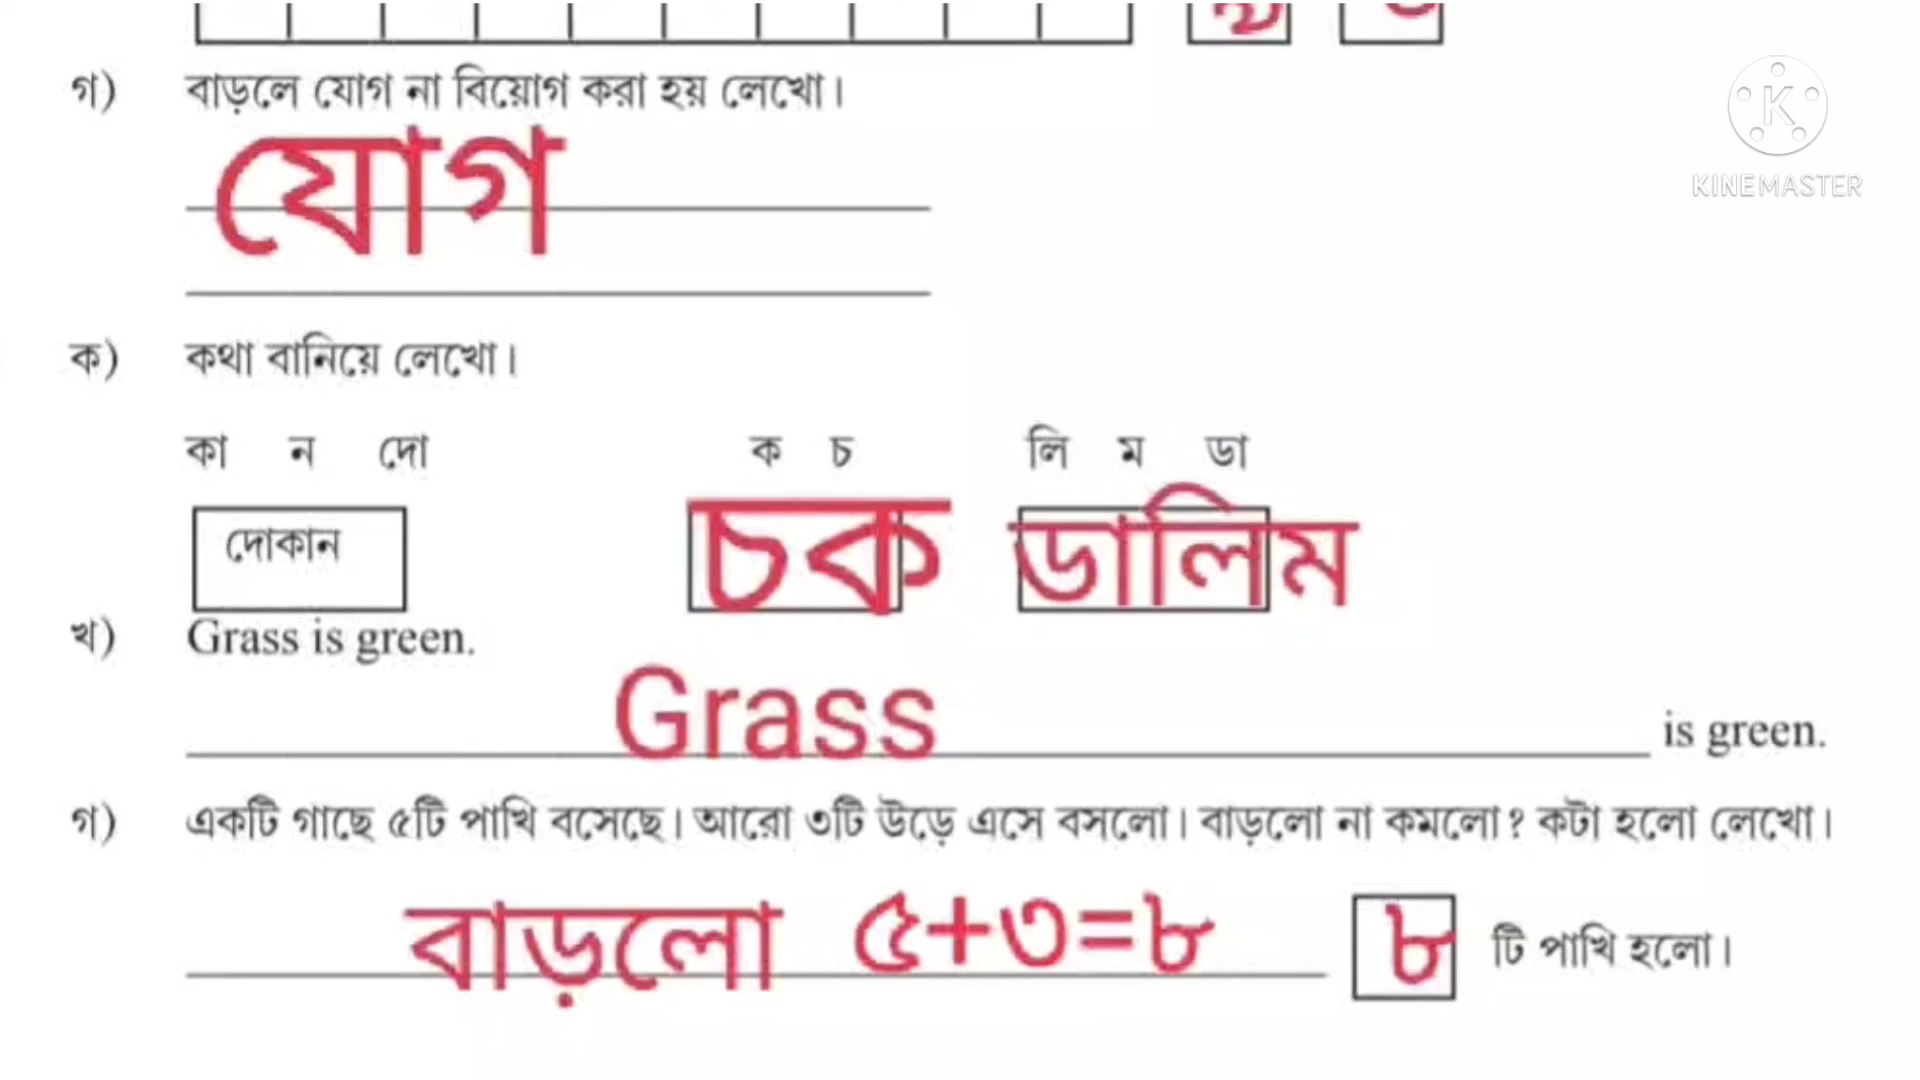 গ) বাড়লে যোগ না বিয়োগ করা হয় লেখো।
যোগ
K
KINEMASTER
ক) কথা বানিয়ে লেখো।
কা ন দো ক চ লি ম ডা
দোকান চক ডালিম
খ) Grass is green.
Grass is green.
গ) একটি গাছে ৫টি পাখি বসেছে। আরো ৩টি উড়ে এসে বসলো। বাড়লো না কমলো? কটা হলো লেখো।
বাড়লো ৫+৩=৮ ৮ টি পাখি হলো।